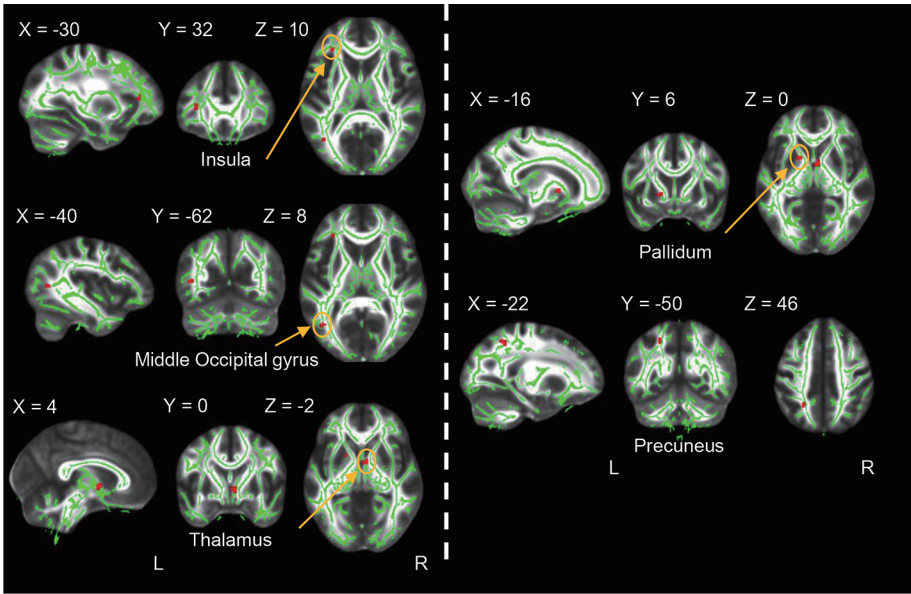 X = -30 Y = 32 Z = 10
Insula
X = -40 Y = -62 Z = 8
Middle Occipital gyrus
X = 4 Y = 0 Z = -2
Thalamus
L R
X = -16 Y = 6 Z = 0
Pallidum
X = -22 Y = -50 Z = 46
Precuneus
L R